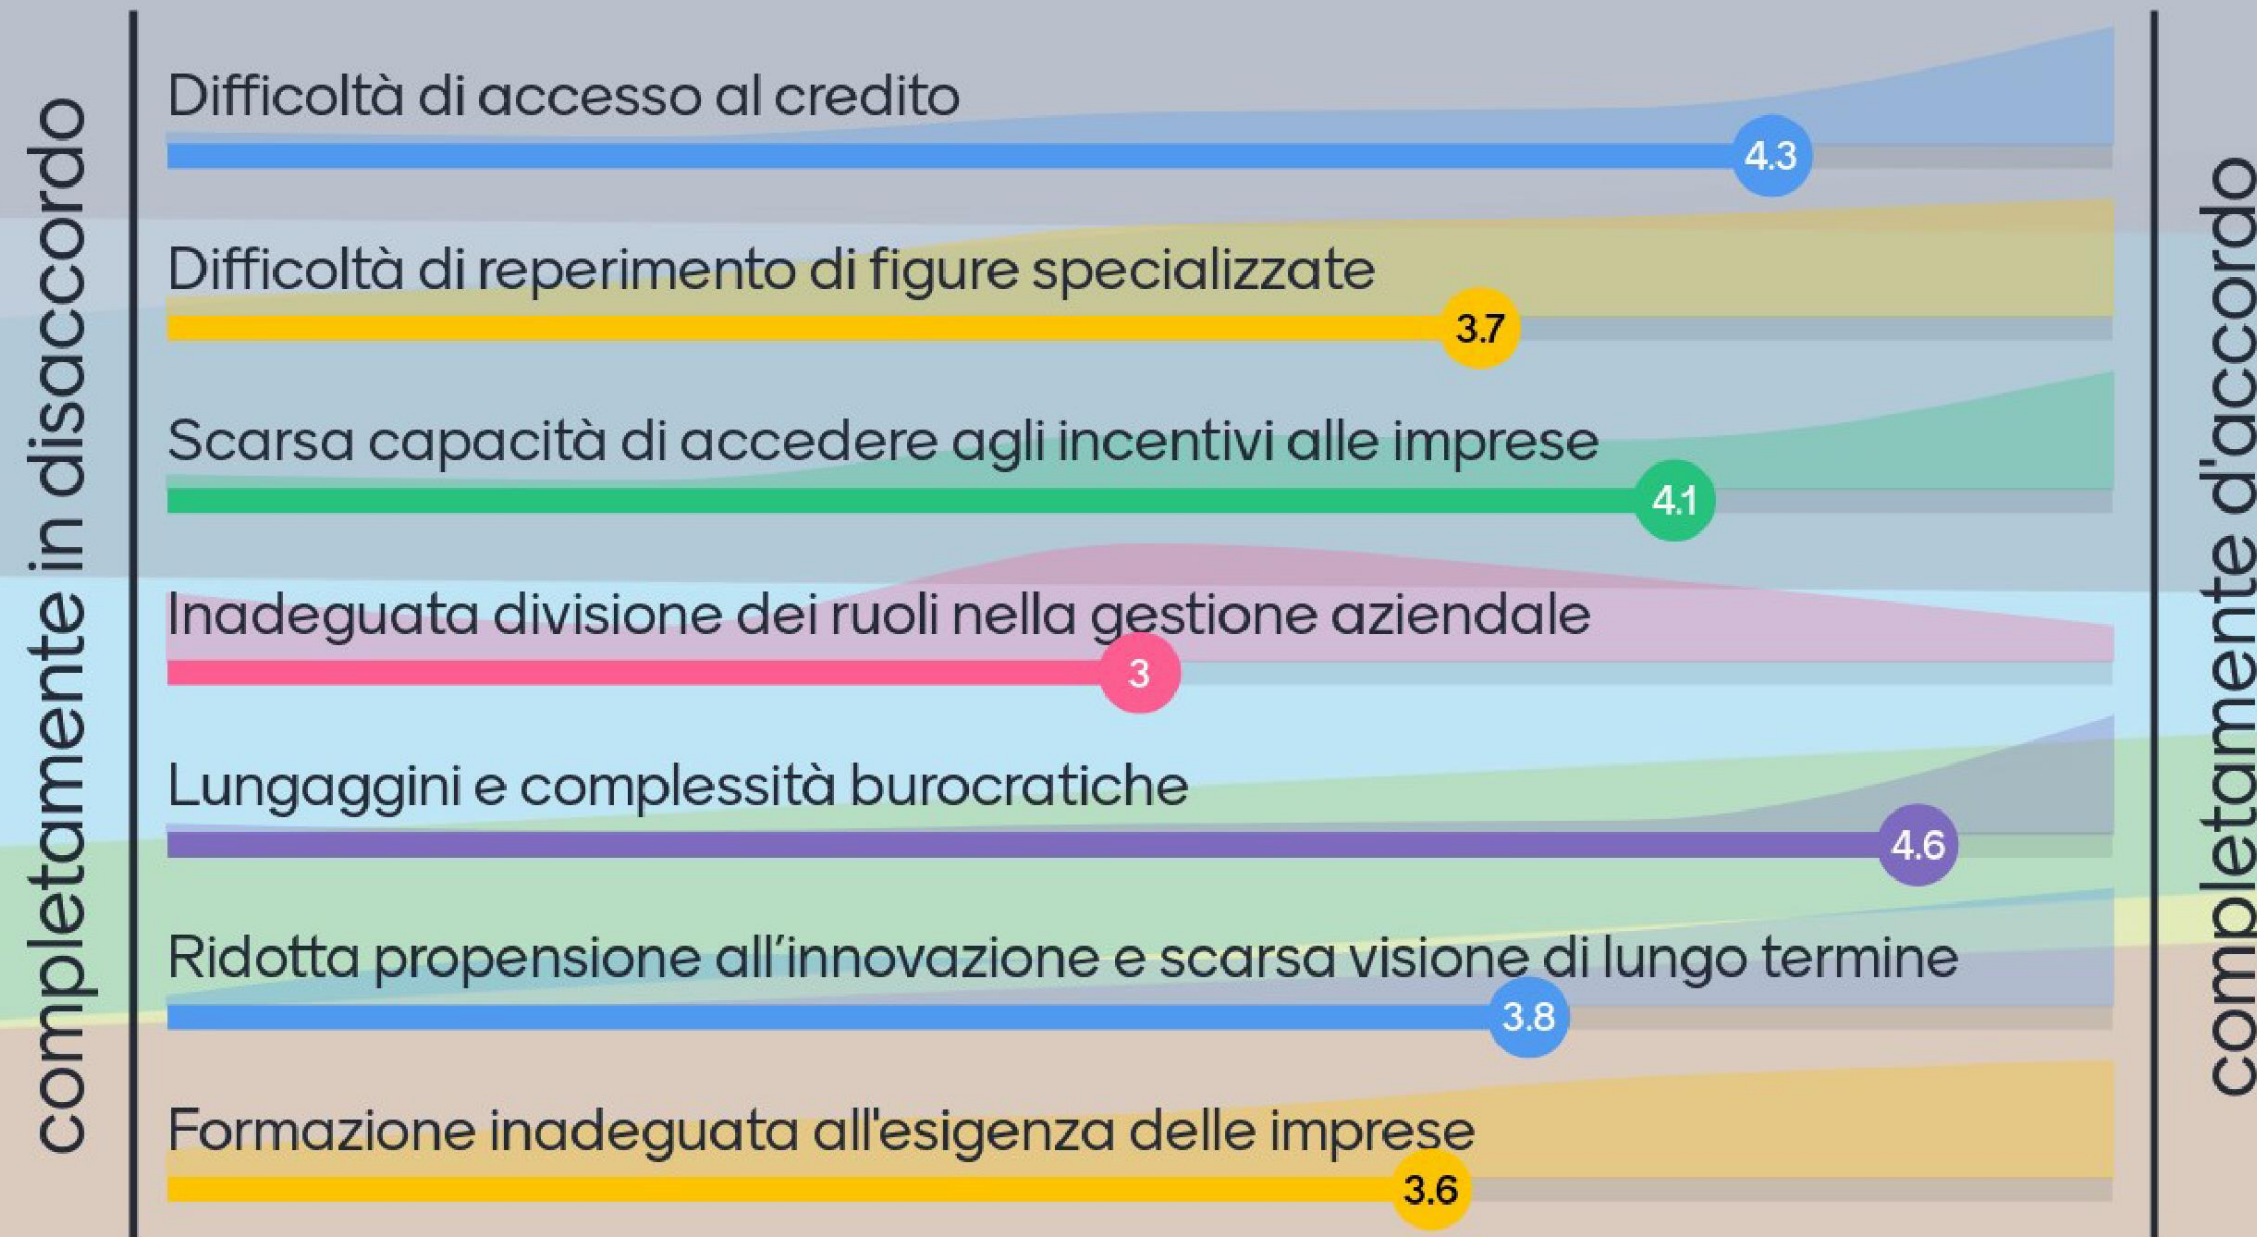 completamente in disaccordo
Difficoltà di accesso al credito
4.3
Difficoltà di reperimento di figure specializzate
3.7
Scarsa capacità di accedere agli incentivi alle imprese
4.1
Inadeguata divisione dei ruoli nella gestione aziendale
3
Lungaggini e complessità burocratiche
4.6
Ridotta propensione all’innovazione e scarsa visione di lungo termine
3.8
Formazione inadeguata all'esigenza delle imprese
3.6
completamente d'accordo